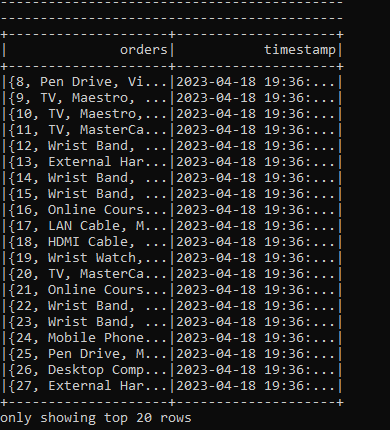 -------------------------------------------
-------------------------------------------
+--------------------+--------------------+
|              orders|           timestamp|
+--------------------+--------------------+
|{8, Pen Drive, Vi...|2023-04-18 19:36:...|
|{9, TV, Maestro, ...|2023-04-18 19:36:...|
|{10, TV, Maestro,...|2023-04-18 19:36:...|
|{11, TV, MasterCa...|2023-04-18 19:36:...|
|{12, Wrist Band, ...|2023-04-18 19:36:...|
|{13, External Har...|2023-04-18 19:36:...|
|{14, Wrist Band, ...|2023-04-18 19:36:...|
|{15, Wrist Band, ...|2023-04-18 19:36:...|
|{16, Online Cours...|2023-04-18 19:36:...|
|{17, LAN Cable, M...|2023-04-18 19:36:...|
|{18, HDMI Cable, ...|2023-04-18 19:36:...|
|{19, Wrist Watch,...|2023-04-18 19:36:...|
|{20, TV, MasterCa...|2023-04-18 19:36:...|
|{21, Online Cours...|2023-04-18 19:36:...|
|{22, Wrist Band, ...|2023-04-18 19:36:...|
|{23, Wrist Band, ...|2023-04-18 19:36:...|
|{24, Mobile Phone...|2023-04-18 19:36:...|
|{25, Pen Drive, M...|2023-04-18 19:36:...|
|{26, Desktop Comp...|2023-04-18 19:36:...|
|{27, External Har...|2023-04-18 19:36:...|
+--------------------+--------------------+
only showing top 20 rows